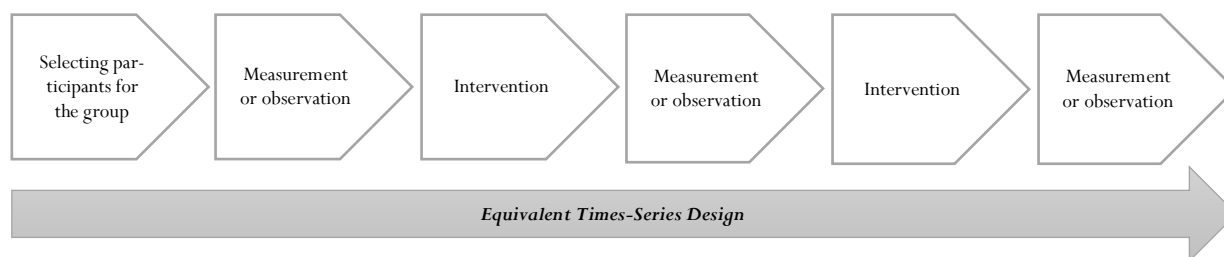 Selecting par-
ticipants for
the group
Measurement
or observation
Intervention
Measurement
or observation
Intervention
Measurement
or observation
Equivalent Times-Series Design